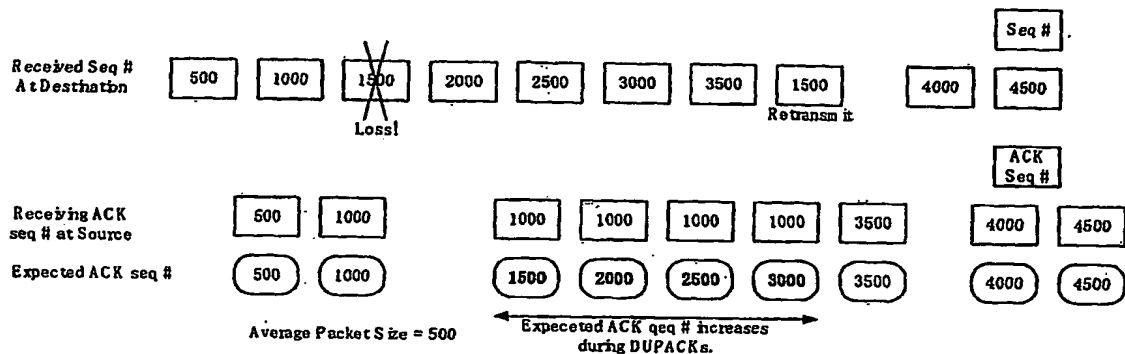 Seq #
Received Seq #
At Destination
500 1000 1500 2000 2500 3000 3500 1500 4000 4500
Loss!
Retransmit
ACK
Seq #
Receiving ACK
seq # at Source
500 1000 1000 1000 1000 1000 3500 4000 4500
Expected ACK seq #
500 1000 1500 2000 2500 3000 3500 4000 4500
Average Packet Size = 500
Expeceted ACK qeq # increases
during DUPACKs.